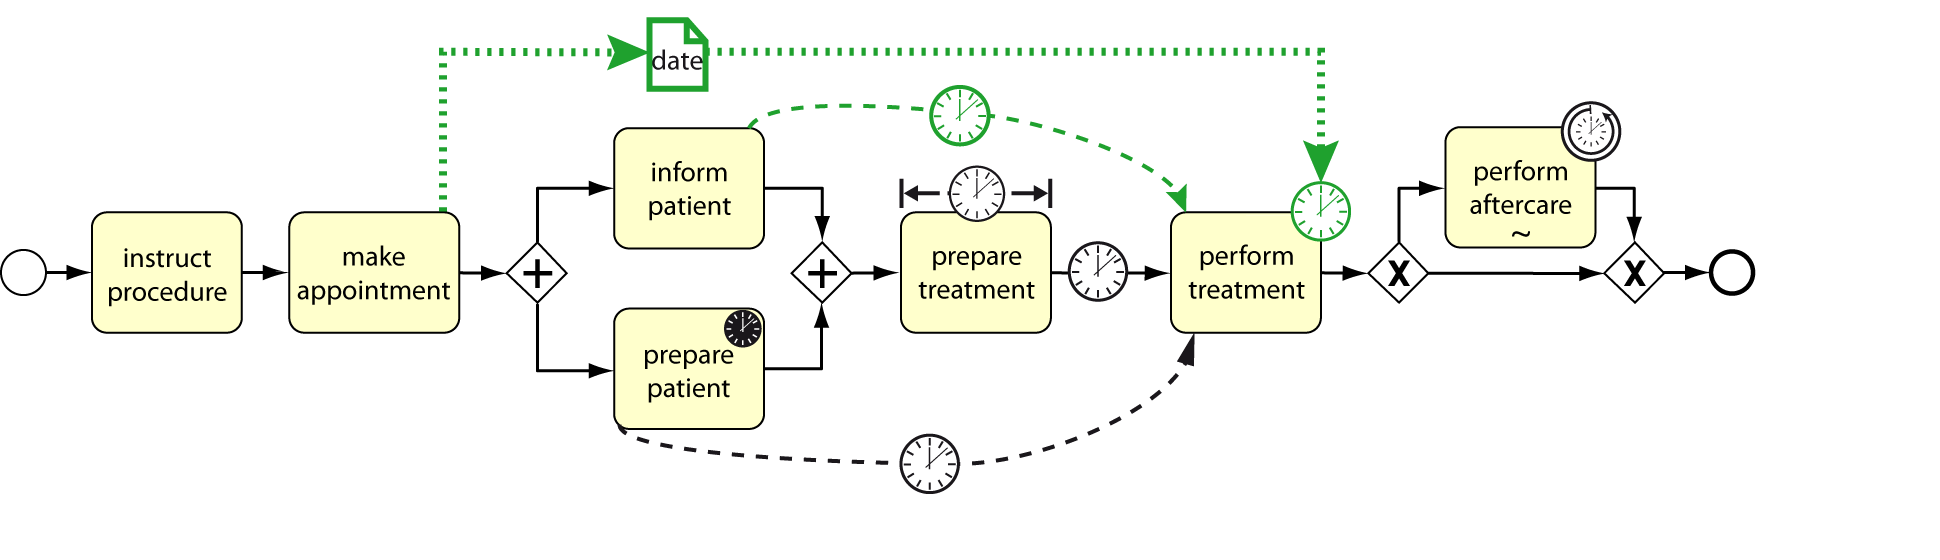 date
inform
patient
perform
aftercare
~
instruct
procedure
make
appointment
prepare
treatment
perform
treatment
X
X
prepare
patient